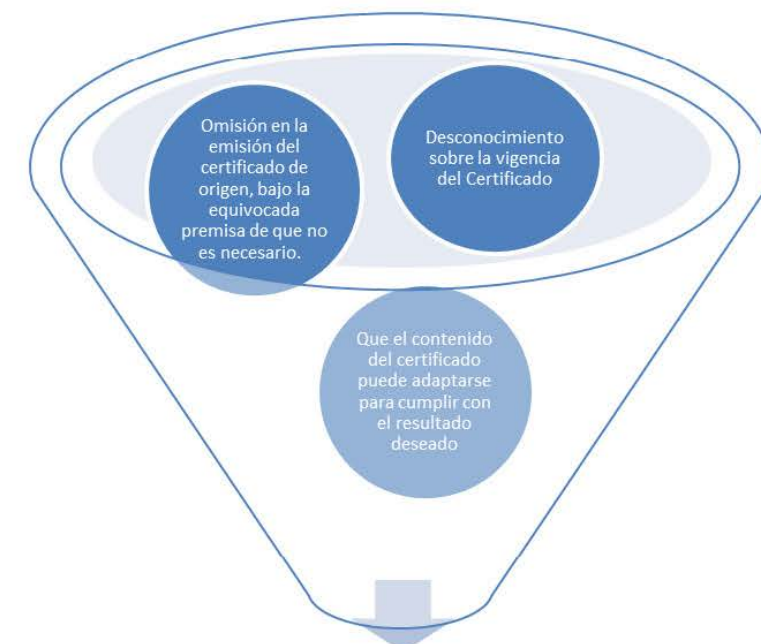 Omisión en la
emisión del
certificado de
origen, bajo la
equivocada
premisa de que no
es necesario.
Desconocimiento
sobre la vigencia
del Certificado
Que el contenido
del certificado
puede adaptarse
para cumplir con
el resultado
deseado